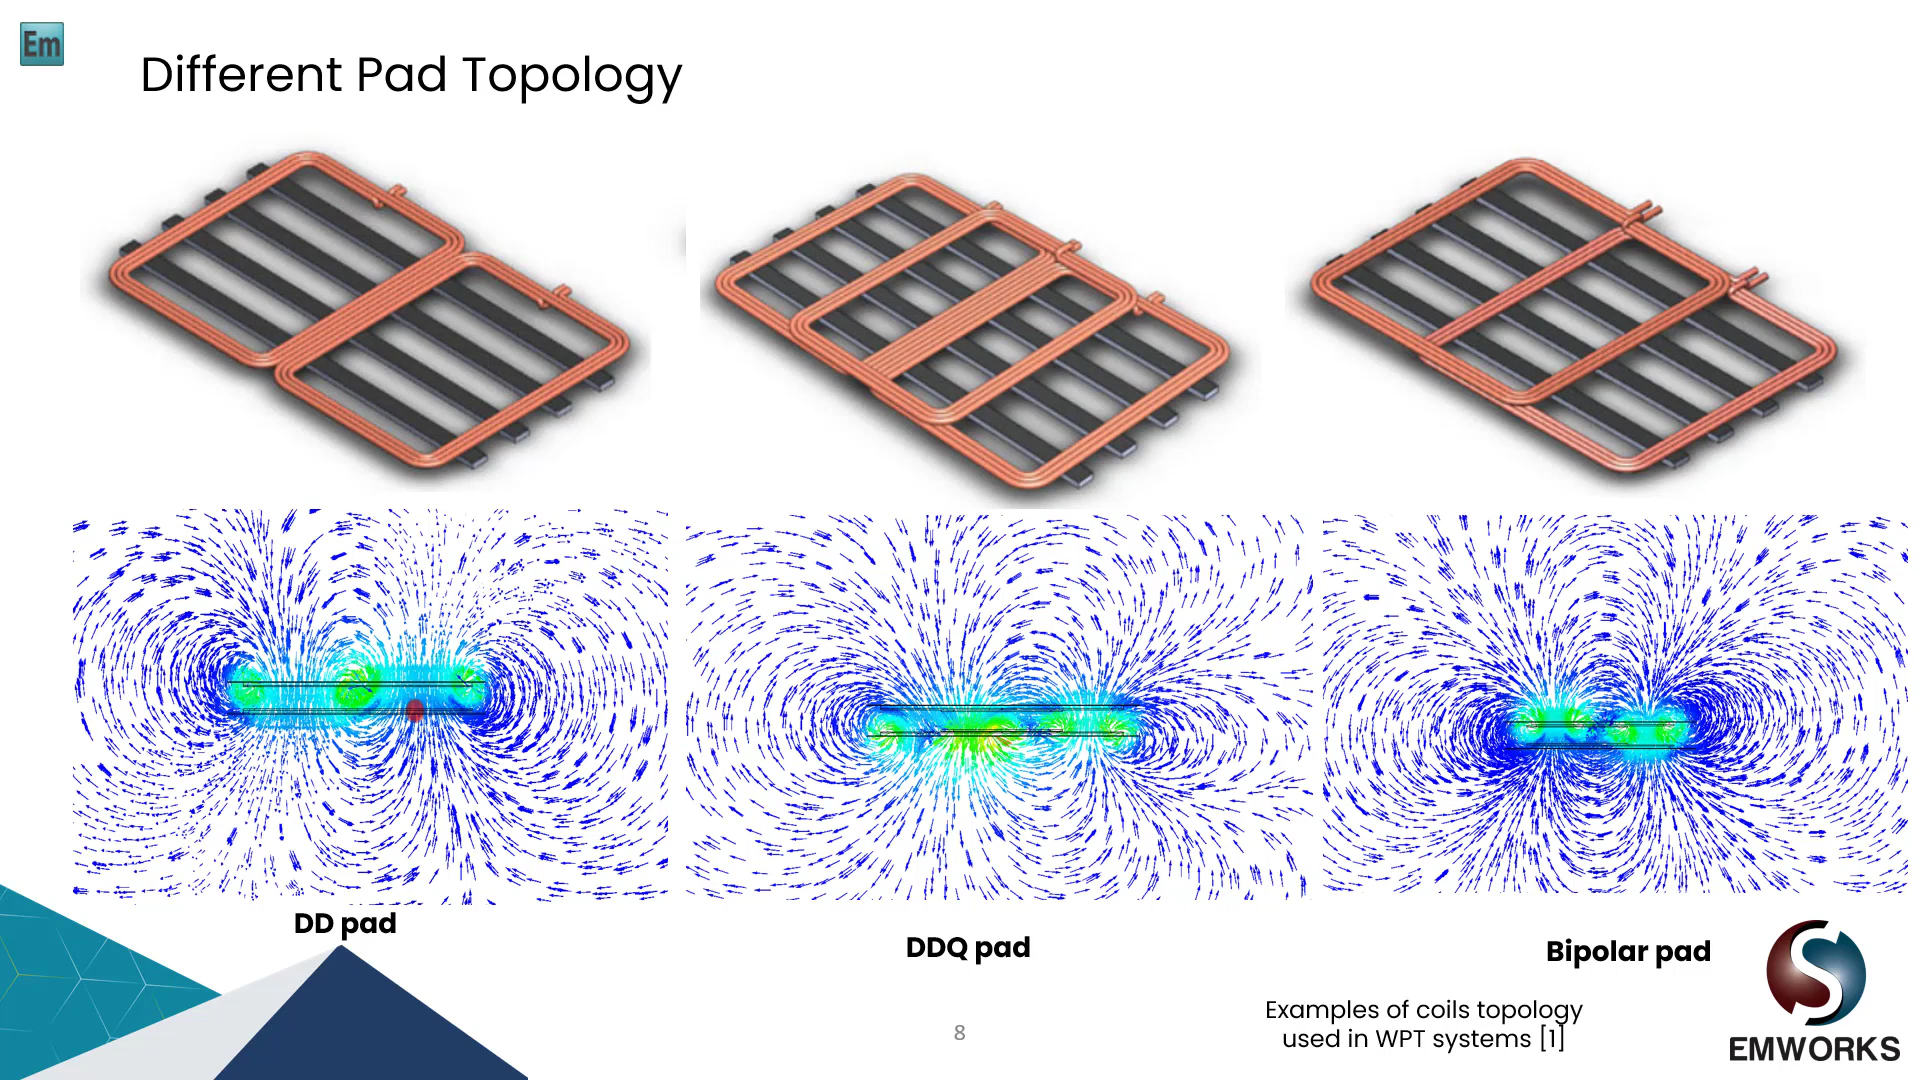 Em
Different Pad Topology
DD pad
DDQ pad
Bipolar pad
Examples of coils topology
used in WPT systems [1]
8
EMWORKS